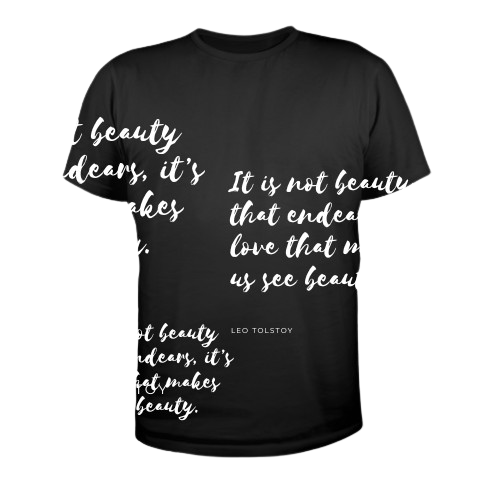 t beauty
dears, it's
akes
.
It is not beauty
that endea
love that m
us see beaut
LEO TOLSTOY
ot beauty
ndears, it's
hat makes
beauty.